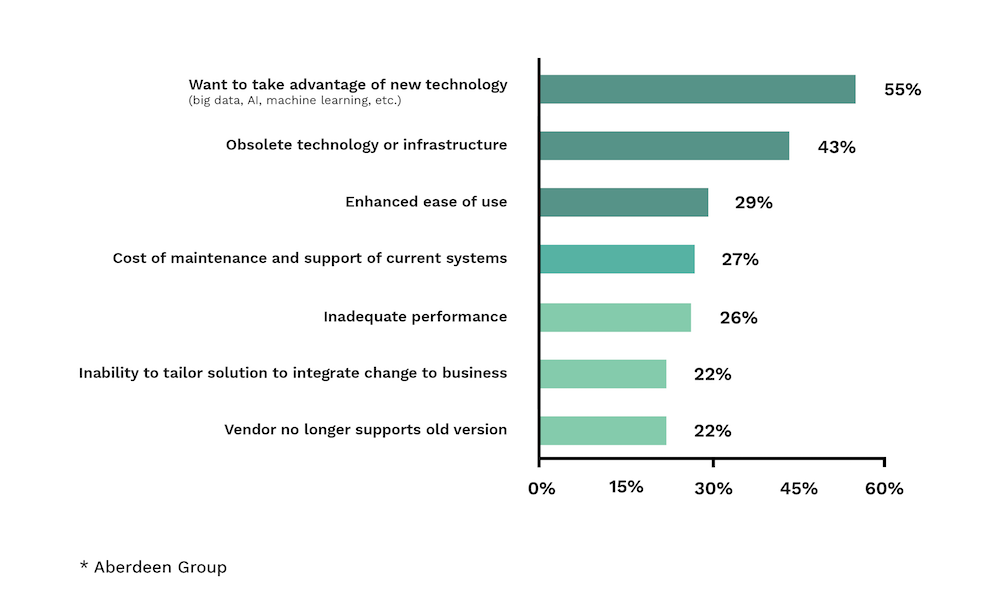 Want to take advantage of new technology
(big data, AI, machine learning, etc.)
55%
Obsolete technology or infrastructure
43%
Enhanced ease of use
29%
Cost of maintenance and support of current systems
27%
Inadequate performance
26%
Inability to tailor solution to integrate change to business
22%
Vendor no longer supports old version
22%
0% 15% 30% 45% 60%
* Aberdeen Group